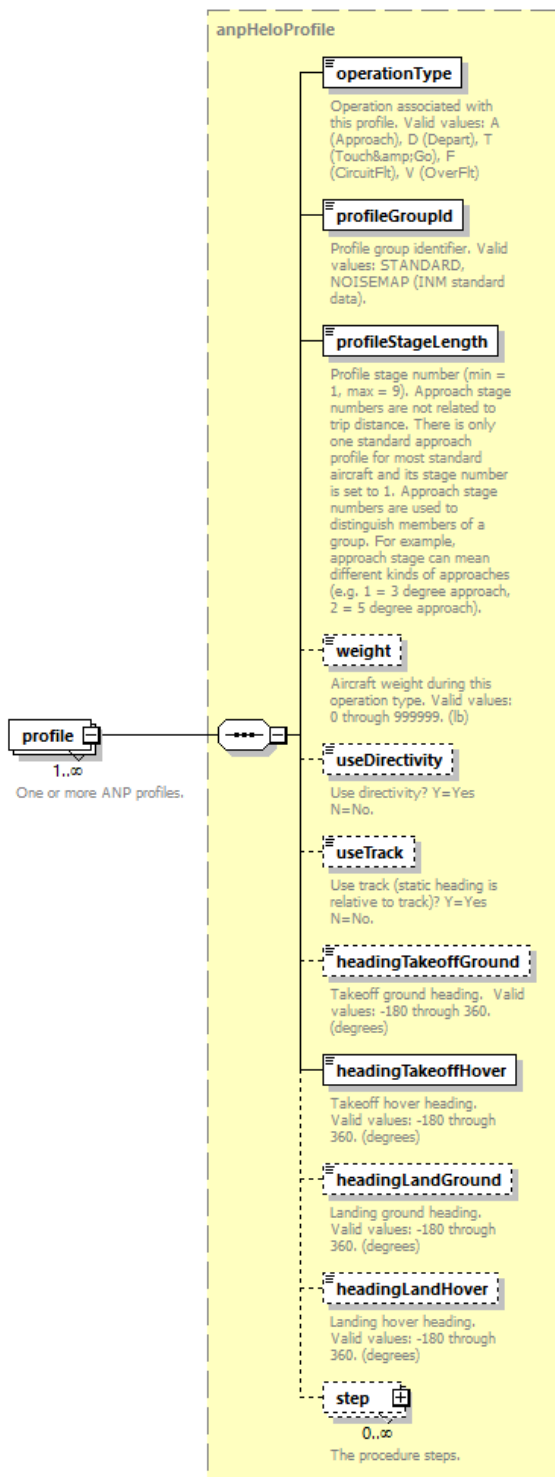 anpHeloProfile
operationType
Operation associated with
this profile. Valid values: A
(Approach), D (Depart), T
(Touch&amp;Go), F
(CircuitFlt), V (OverFlt)
profileGroupId
Profile group identifier. Valid
values: STANDARD,
NOISEMAP (INM standard
data).
profileStageLength
Profile stage number (min =
1, max = 9). Approach stage
numbers are not related to
trip distance. There is only
one standard approach
profile for most standard
aircraft and its stage number
is set to 1. Approach stage
numbers are used to
distinguish members of a
group. For example,
approach stage can mean
different kinds of approaches
(e.g. 1 = 3 degree approach,
2 = 5 degree approach).
weight
Aircraft weight during this
operation type. Valid values:
0 through 999999. (lb)
profile
1..∞
One or more ANP profiles.
useDirectivity
Use directivity? Y=Yes
N=No.
useTrack
Use track (static heading is
relative to track)? Y=Yes
N=No.
headingTakeoffGround
Takeoff ground heading.  Valid
values: -180 through 360.
(degrees)
headingTakeoffHover
Takeoff hover heading.
Valid values: -180 through
360. (degrees)
headingLandGround
Landing ground heading.
Valid values: -180 through
360. (degrees)
headingLandHover
Landing hover heading.
Valid values: -180 through
360. (degrees)
step
0..∞
The procedure steps.